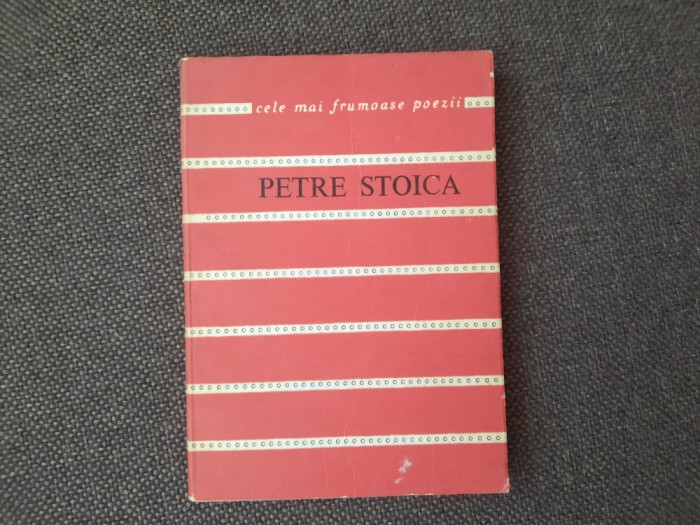 cele mai frumoase poezii
PETRE STOICA